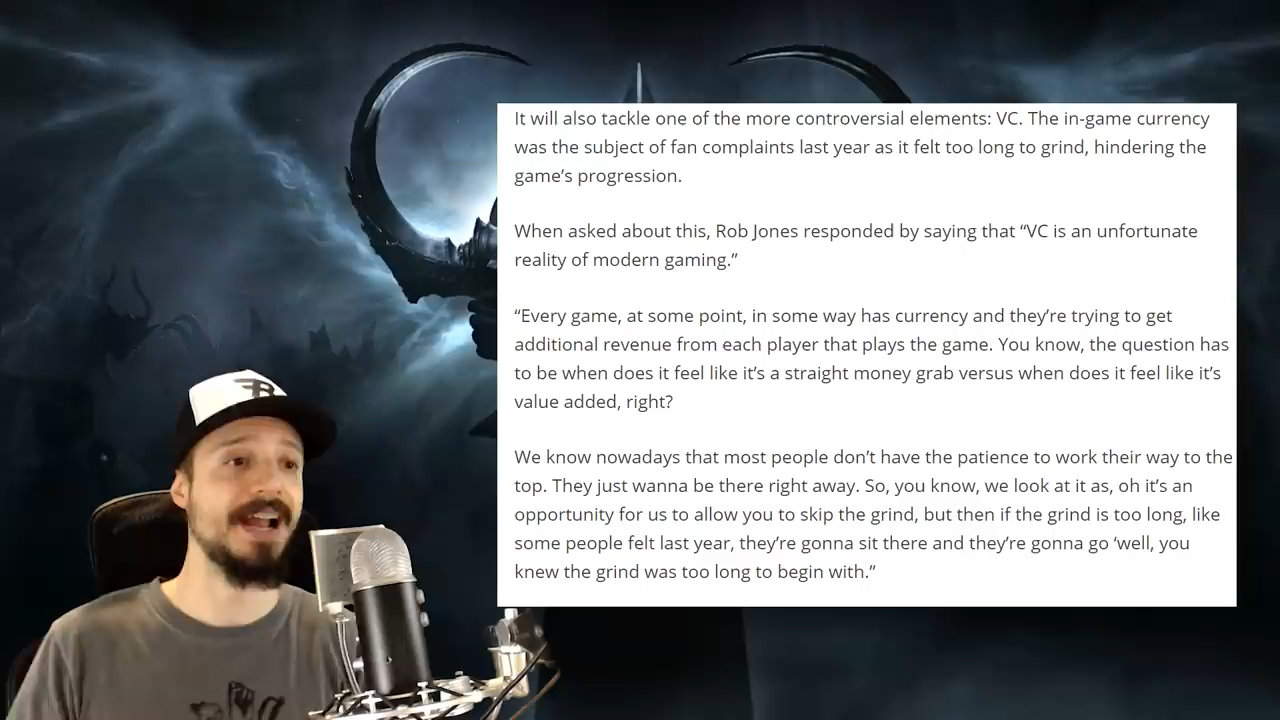 It will also tackle one of the more controversial elements: VC. The in-game currency
was the subject of fan complaints last year as it felt too long to grind, hindering the
game’s progression.
When asked about this, Rob Jones responded by saying that “VC is an unfortunate
reality of modern gaming.”
“Every game, at some point, in some way has currency and they’re trying to get
additional revenue from each player that plays the game. You know, the question has
to be when does it feel like it’s a straight money grab versus when does it feel like it’s
value added, right?
We know nowadays that most people don’t have the patience to work their way to the
top. They just wanna be there right away. So, you know, we look at it as, oh it’s an
opportunity for us to allow you to skip the grind, but then if the grind is too long, like
some people felt last year, they’re gonna sit there and they’re gonna go ‘well, you
knew the grind was too long to begin with.”